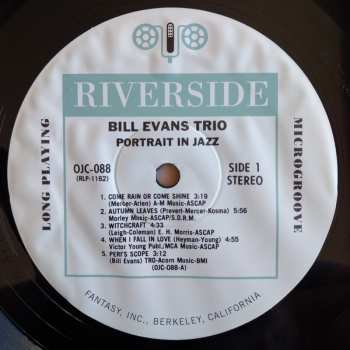 RIVERSIDE
BILL EVANS TRIO
PORTRAIT IN JAZZ
LONG PLAYING
MICROGROOVE
OJC-088
(RLP-1162)
SIDE 1
STEREO
1. COME RAIN OR COME SHINE 3:19
(Mercer-Arlen) A-M Music-ASCAP
2. AUTUMN LEAVES (Prevert-Mercer-Kosma) 5:56
Morley Music-ASCAP/S.D.R.M.
3. WITCHCRAFT 4:30
(Leigh-Coleman) E. H. Morris-ASCAP
4. WHEN I FALL IN LOVE (Heyman-Young) 4:55
Victor Young Publ./MCA Music-ASCAP
5. PERI'S SCOPE 3:12
(Bill Evans) TRO-Acorn Music-BMI
(OJC-088-A)
FANTASY, INC., BERKELEY, CALIFORNIA